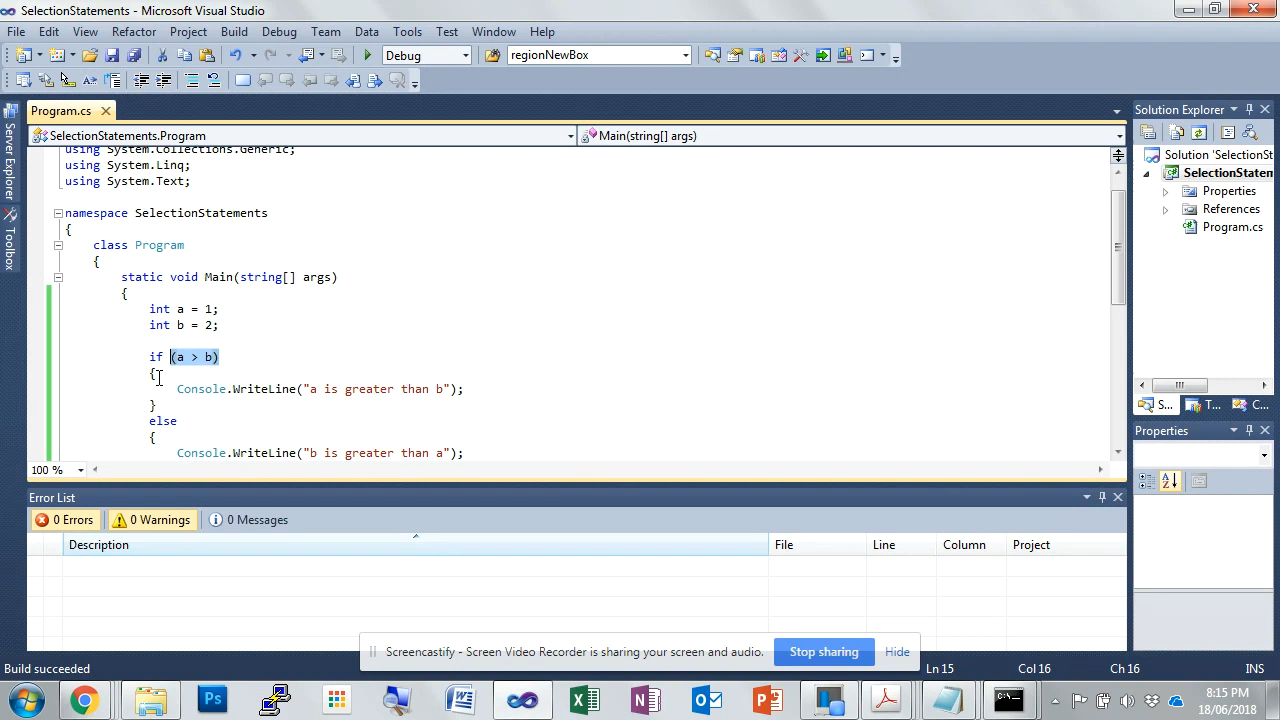 SelectionStatements - Microsoft Visual Studio
File Edit View Refactor Project Build Debug Team Data Tools Test Window Help
Debug regionNewBox
Program.cs
SelectionStatements.Program Main(string[] args)
using System.Collections.Generic;
using System.Linq;
using System.Text;
namespace SelectionStatements
{
class Program
{
static void Main(string[] args)
{
int a = 1;
int b = 2;
if (a > b)
{
Console.WriteLine("a is greater than b");
}
else
{
Console.WriteLine("b is greater than a");
100 %
Server Explorer
Toolbox
Solution Explorer
Solution 'SelectionSt
SelectionStatem
Properties
References
Program.cs
S... T... C...
Properties
Error List
0 Errors 0 Warnings 0 Messages
Description File Line Column Project
Screencastify - Screen Video Recorder is sharing your screen and audio. Stop sharing Hide
Build succeeded Ln 15 Col 16 Ch 16 INS
8:15 PM
18/06/2018